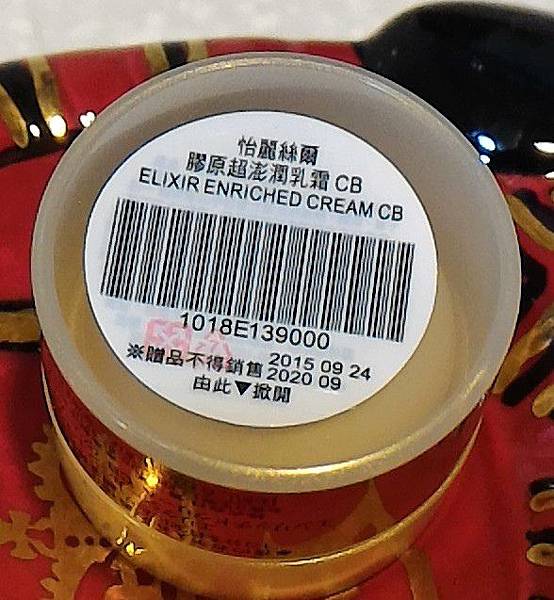 怡麗絲爾
膠原超澎潤乳霜 CB
ELIXIR ENRICHED CREAM CB
1018E139000
2015 09 24
※贈品不得銷售 2020 09
由此▼掀開